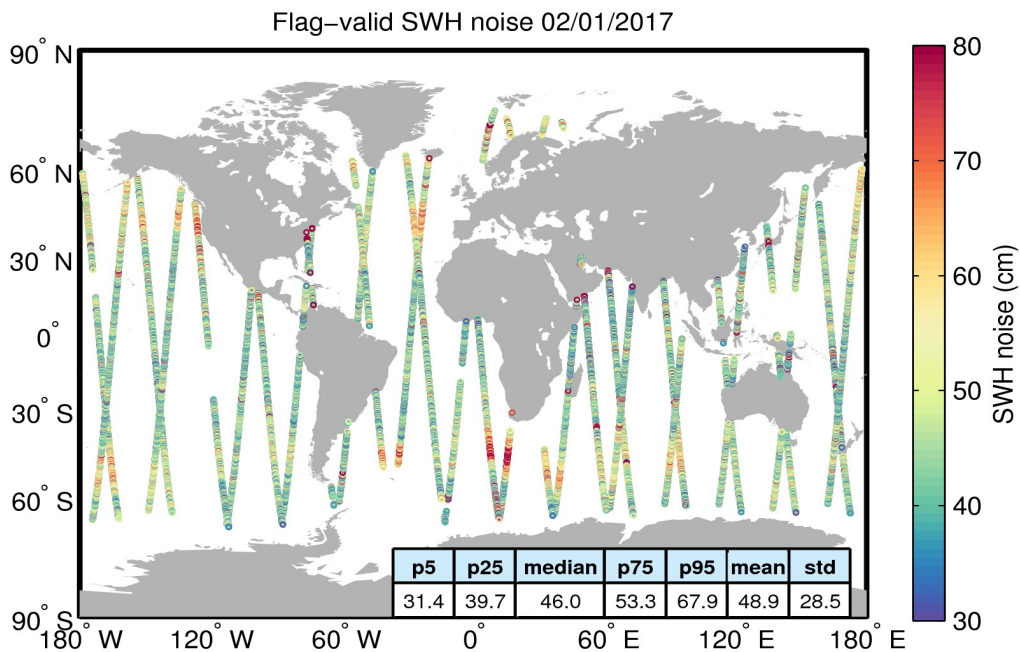 Flag−valid SWH noise 02/01/2017
90° N
60° N
30° N
0°
30° S
60° S
90° S
180° W
120° W
60° W
0°
60° E
120° E
180° E
80
70
60
50
40
30
SWH noise (cm)
p5 p25 median p75 p95 mean std
31.4 39.7 46.0 53.3 67.9 48.9 28.5